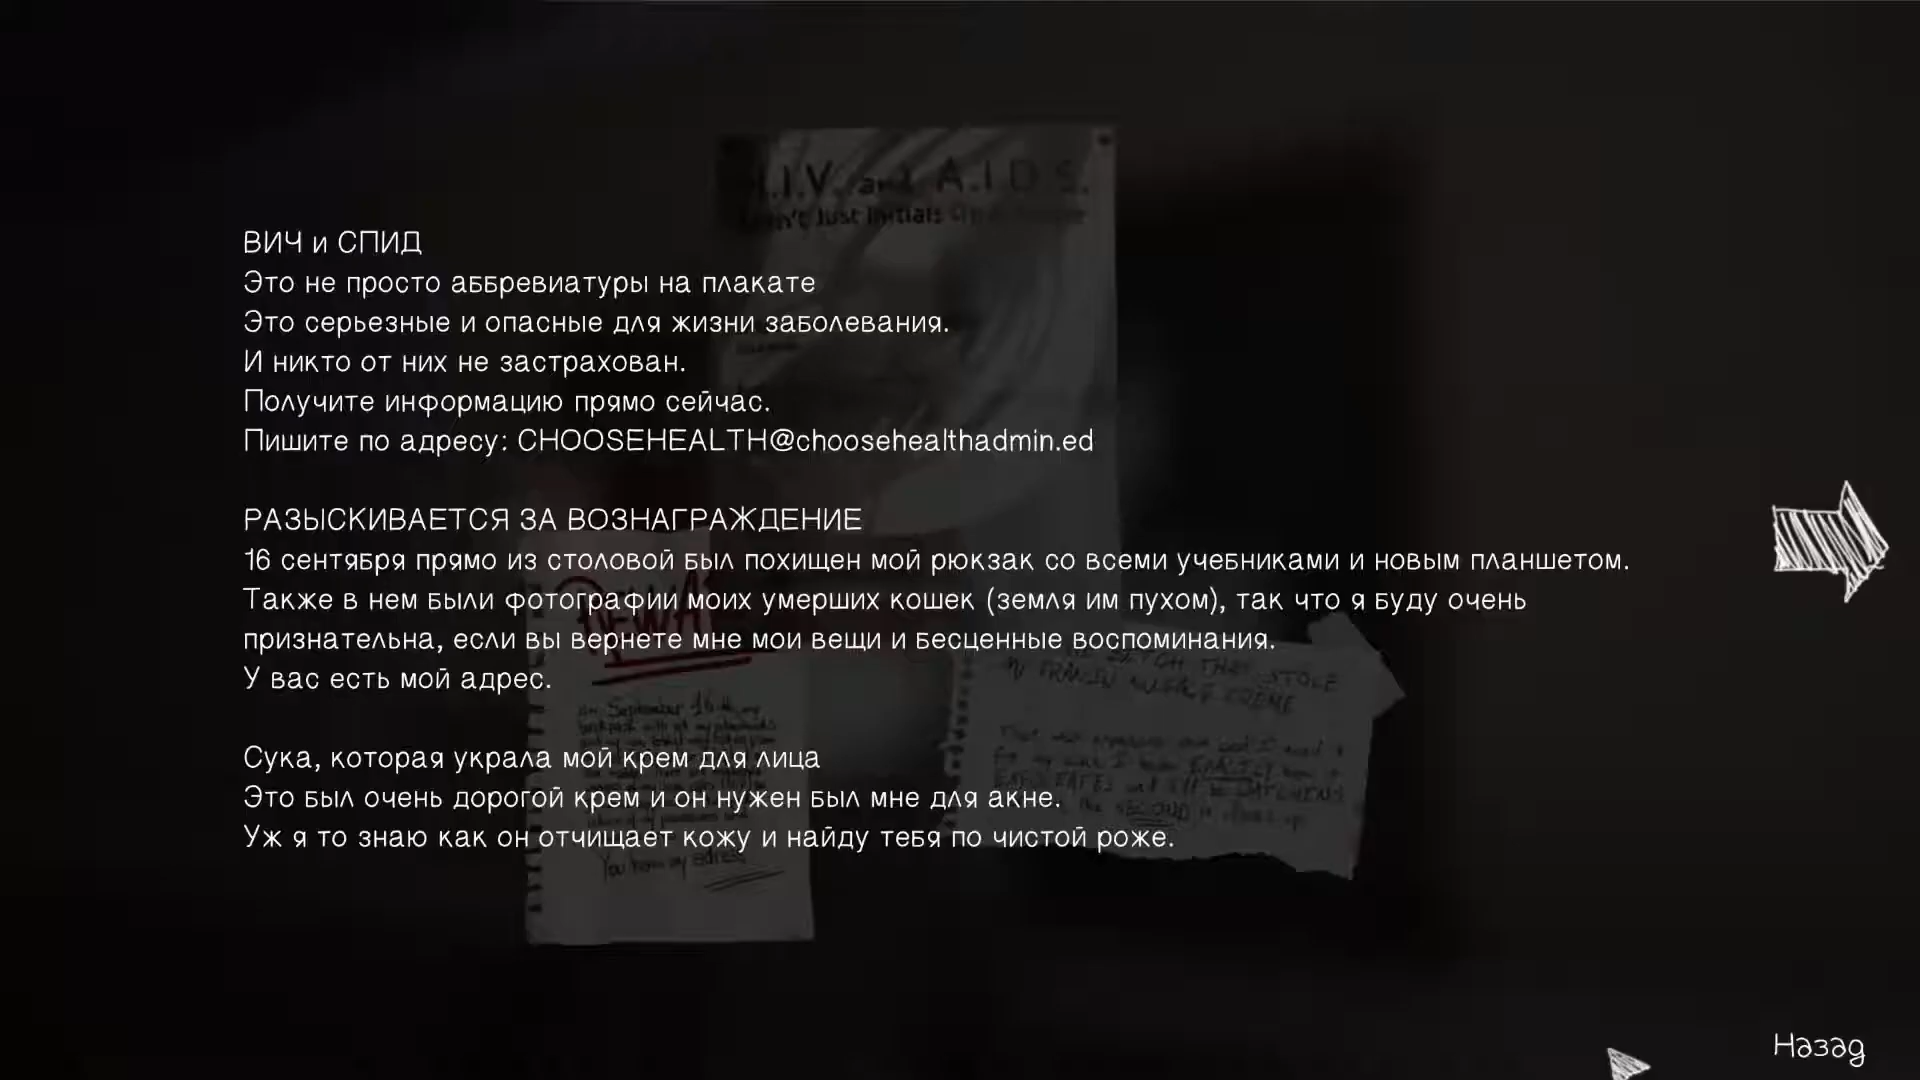 ВИЧ и СПИД
Это не просто аббревиатуры на плакате
Это серьезные и опасные для жизни заболевания.
И никто от них не застрахован.
Получите информацию прямо сейчас.
Пишите по адресу: CHOOSEHEALTH@choosehealthadmin.ed
РАЗЫСКИВАЕТСЯ ЗА ВОЗНАГРАЖДЕНИЕ
16 сентября прямо из столовой был похищен мой рюкзак со всеми учебниками и новым планшетом.
Также в нем были фотографии моих умерших кошек (земля им пухом), так что я буду очень
признательна, если вы вернете мне мои вещи и бесценные воспоминания.
У вас есть мой адрес.
Сука, которая украла мой крем для лица
Это был очень дорогой крем и он нужен был мне для акне.
Уж я то знаю как он отчищает кожу и найду тебя по чистой роже.
Назад